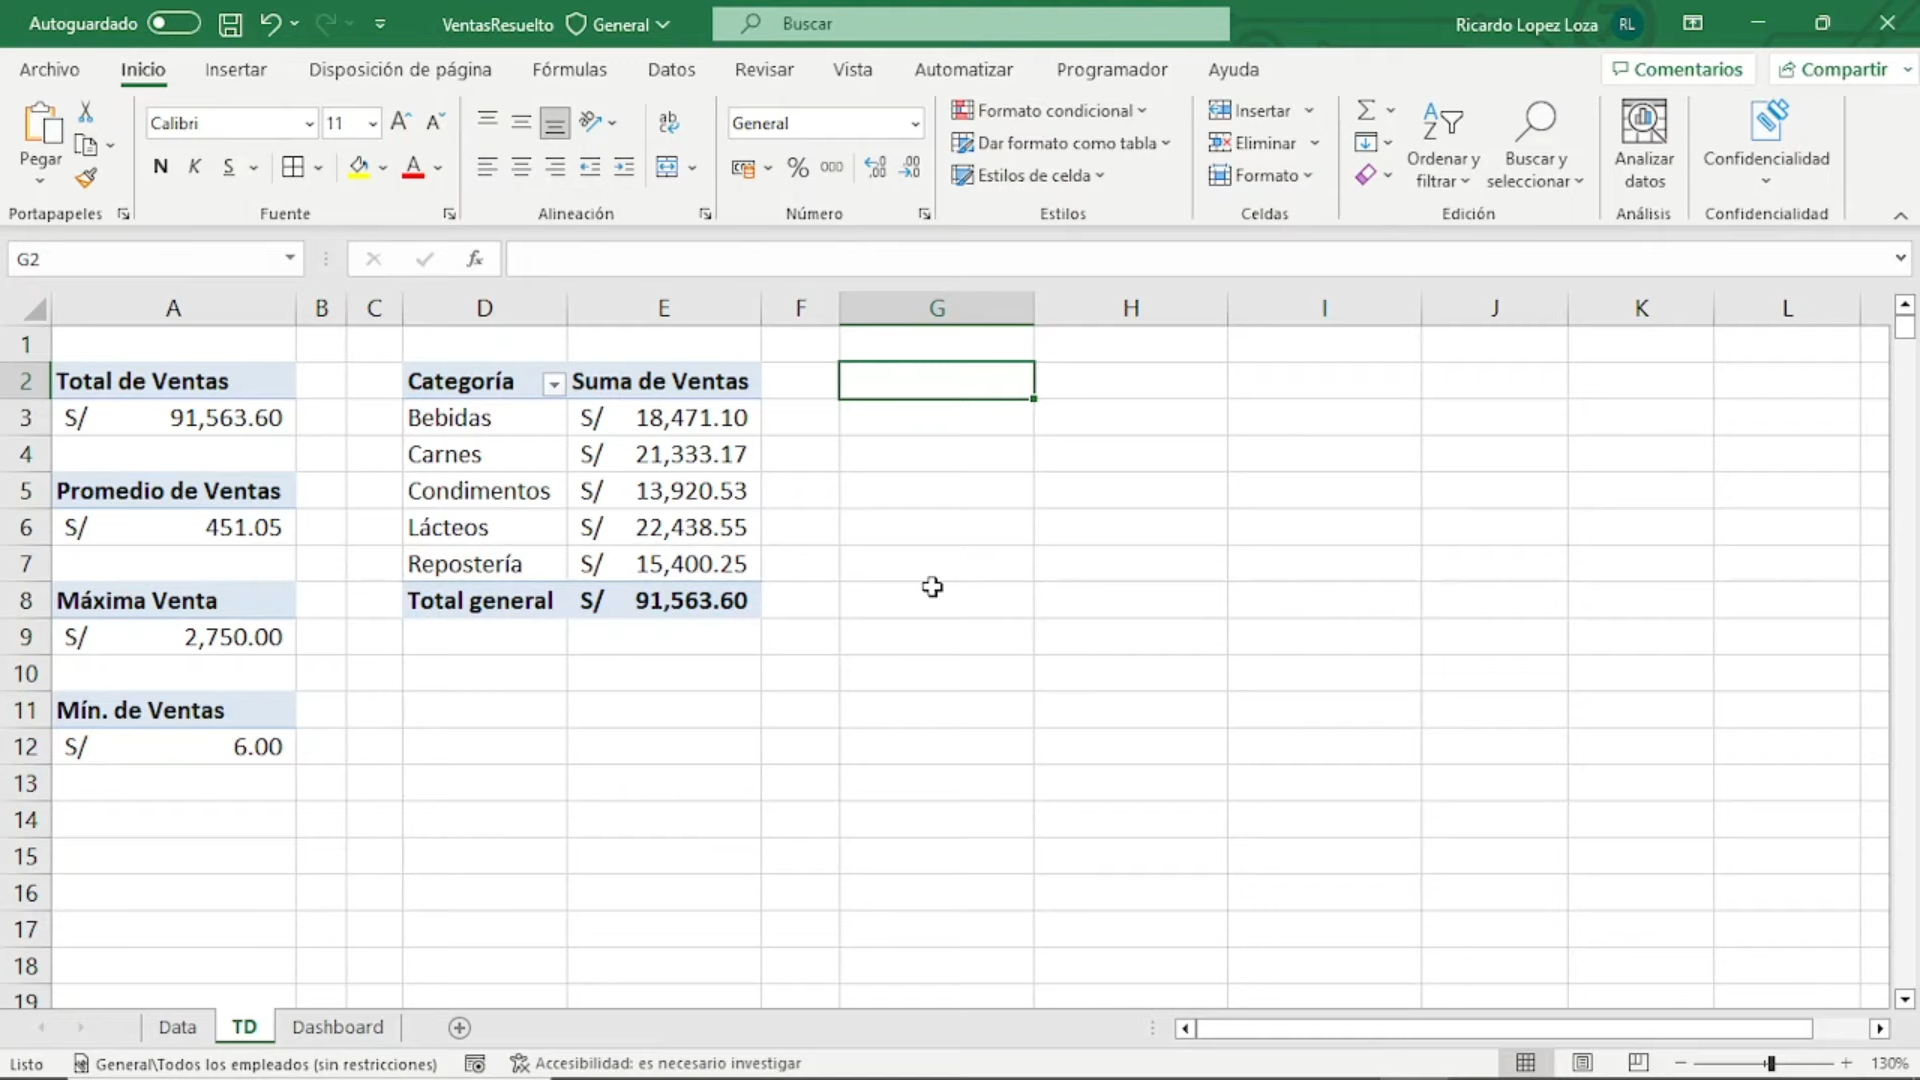 Autoguardado
VentasResuelto General
Buscar
Ricardo Lopez Loza RL
Archivo Inicio Insertar Disposición de página Fórmulas Datos Revisar Vista Automatizar Programador Ayuda
Comentarios Compartir
Pegar
Portapapeles
Calibri 11
N K S
Fuente
ab
Alineación
General
% 000
Número
Formato condicional
Dar formato como tabla
Estilos de celda
Estilos
Insertar
Eliminar
Formato
Celdas
Ordenar y
filtrar
Buscar y
seleccionar
Edición
Analizar
datos
Análisis
Confidencialidad
Confidencialidad
G2
fx
A B C D E F G H I J K L
1
2 Total de Ventas Categoría Suma de Ventas
3 S/ 91,563.60 Bebidas S/ 18,471.10
4 Carnes S/ 21,333.17
5 Promedio de Ventas Condimentos S/ 13,920.53
6 S/ 451.05 Lácteos S/ 22,438.55
7 Repostería S/ 15,400.25
8 Máxima Venta Total general S/ 91,563.60
9 S/ 2,750.00
10
11 Mín. de Ventas
12 S/ 6.00
13
14
15
16
17
18
19
Data TD Dashboard
Listo General\Todos los empleados (sin restricciones) Accesibilidad: es necesario investigar 130%